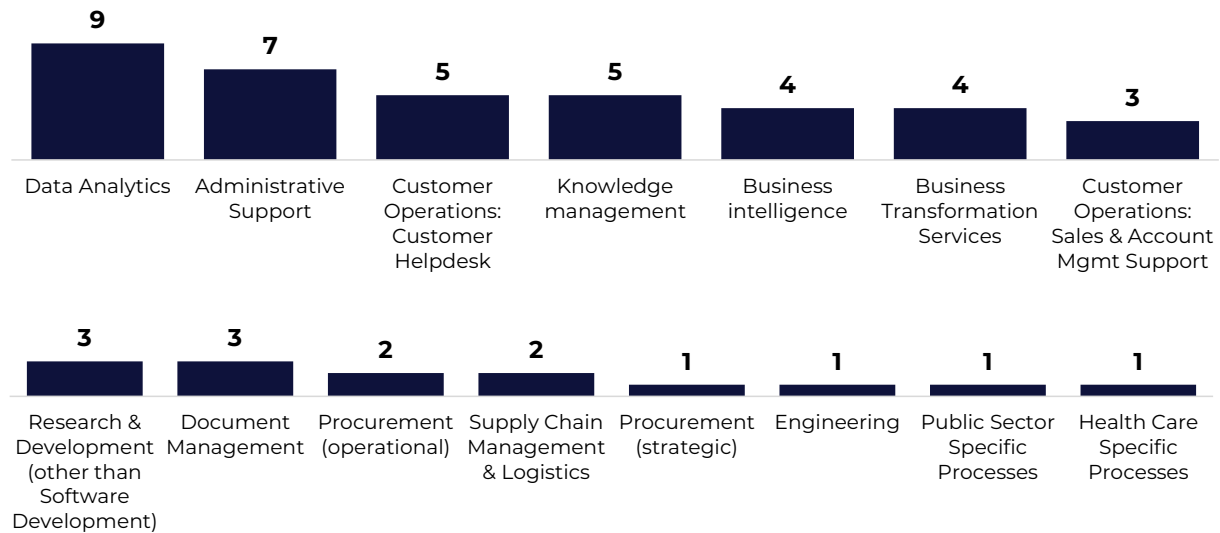 9
7
5
5
4
4
3
Data Analytics
Administrative
Support
Customer
Operations:
Customer
Helpdesk
Knowledge
management
Business
intelligence
Business
Transformation
Services
Customer
Operations:
Sales & Account
Mgmt Support
3
3
2
2
1
1
1
1
Research &
Development
(other than
Software
Development)
Document
Management
Procurement
(operational)
Supply Chain
Management
& Logistics
Procurement
(strategic)
Engineering
Public Sector
Specific
Processes
Health Care
Specific
Processes